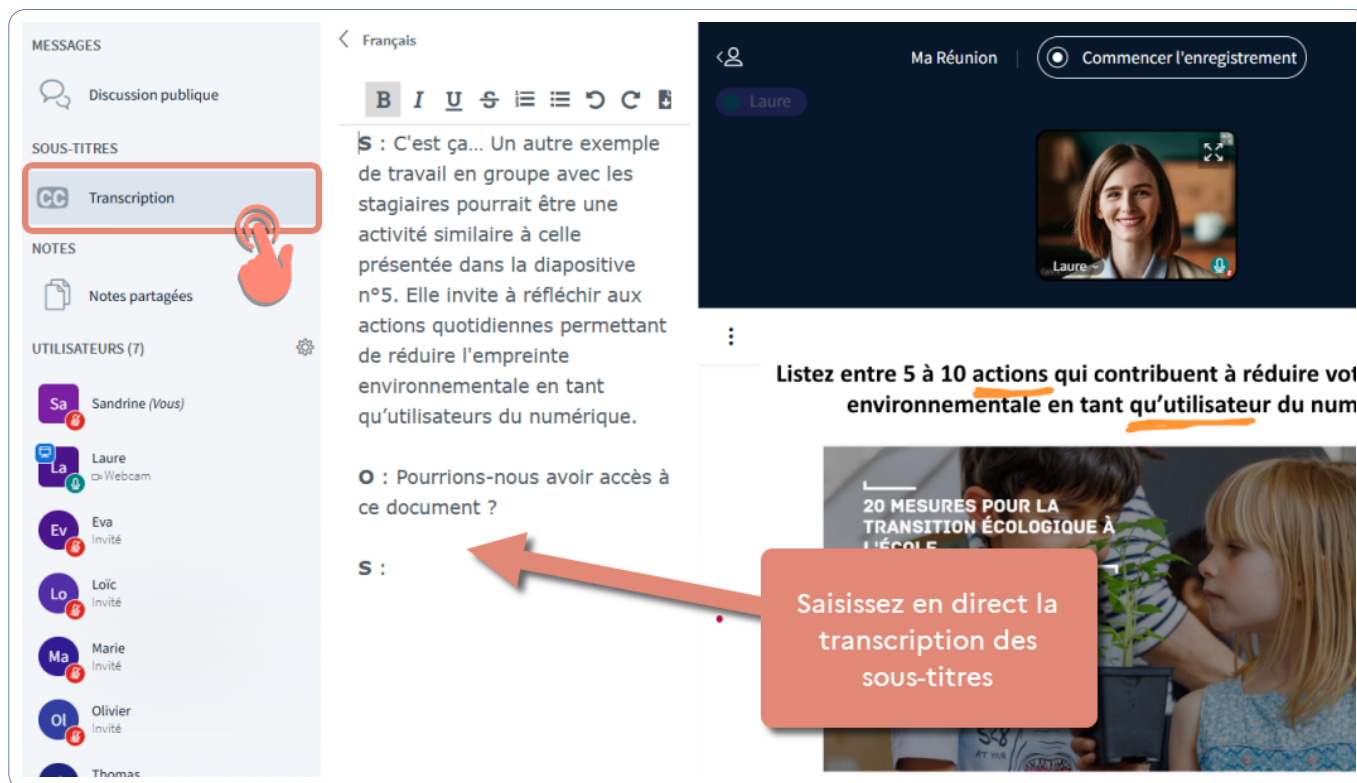 MESSAGES
Discussion publique
SOUS-TITRES
CC Transcription
NOTES
Notes partagées
UTILISATEURS (7)
Sa Sandrine (Vous)
La Laure
Webcam
Ev Eva
Invité
Lo Loïc
Invité
Ma Marie
Invité
Ol Olivier
Invité
Thomas
Français
B I U S
S : C'est ça... Un autre exemple
de travail en groupe avec les
stagiaires pourrait être une
activité similaire à celle
présentée dans la diapositive
n°5. Elle invite à réfléchir aux
actions quotidiennes permettant
de réduire l'empreinte
environnementale en tant
qu’utilisateurs du numérique.
O : Pourrions-nous avoir accès à
ce document ?
S :
Ma Réunion
Commencer l'enregistrement
Laure
Laure
Listez entre 5 à 10 actions qui contribuent à réduire vot
environnementale en tant qu’utilisateur du num
20 MESURES POUR LA
TRANSITION ÉCOLOGIQUE À
L'ÉCOLE
Saisissez en direct la
transcription des
sous-titres